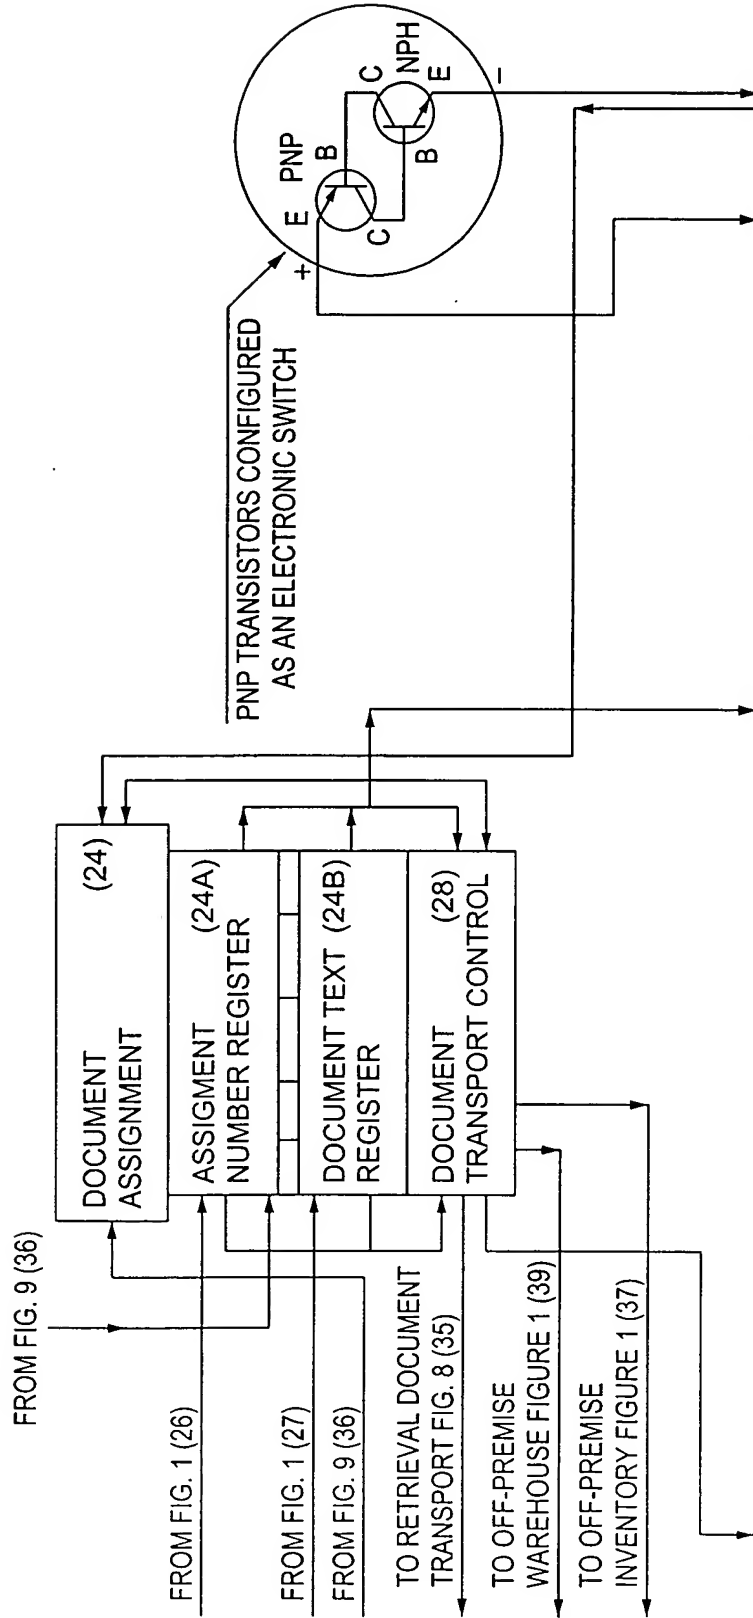 FROM FIG. 9 (36)
FROM FIG. 1 (26)
FROM FIG. 1 (27)
FROM FIG. 9 (36)
TO RETRIEVAL DOCUMENT
TRANSPORT FIG. 8 (35)
TO OFF-PREMISE
WAREHOUSE FIGURE 1 (39)
TO OFF-PREMISE
INVENTORY FIGURE 1 (37)
DOCUMENT (24)
ASSIGNMENT
ASSIGMENT (24A)
NUMBER REGISTER
DOCUMENT TEXT (24B)
REGISTER
DOCUMENT (28)
TRANSPORT CONTROL
PNP TRANSISTORS CONFIGURED
AS AN ELECTRONIC SWITCH
+
E
PNP
B
C
C
NPH
B
E
–